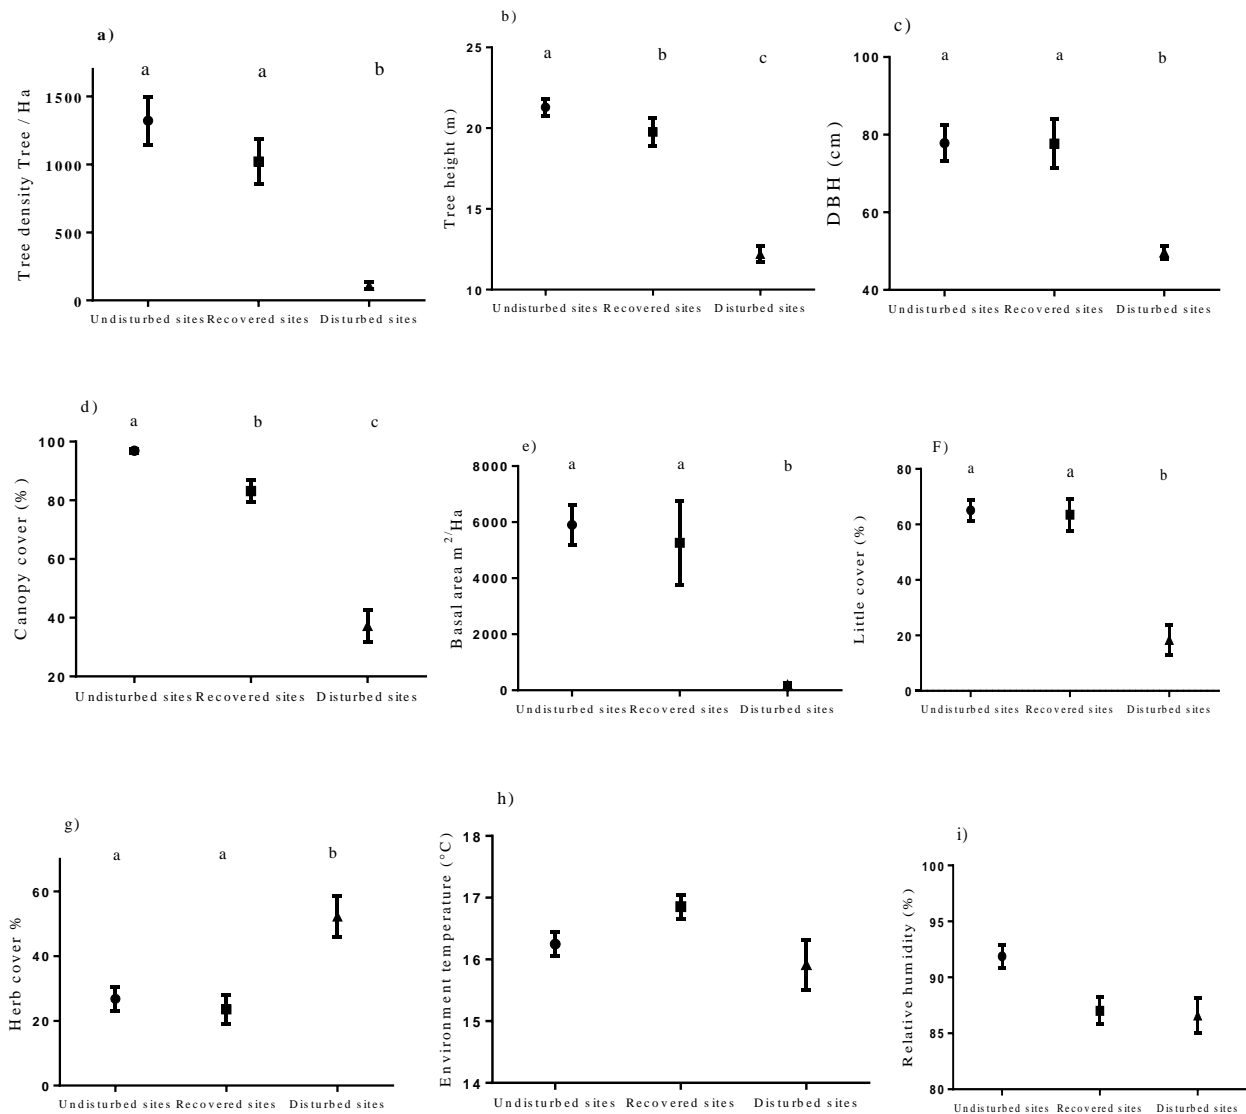 a)
a a b
Tree density Tree / Ha
1500
1000
500
0
Undisturbed sites Recovered sites Disturbed sites
b)
a b c
Tree height (m)
25
20
15
10
Undisturbed sites Recovered sites Disturbed sites
c)
a a b
DBH (cm)
100
80
60
40
Undisturbed sites Recovered sites Disturbed sites
d)
a b c
Canopy cover (%)
100
80
60
40
20
Undisturbed sites Recovered sites Disturbed sites
e)
a a b
Basal area m²/Ha
8000
6000
4000
2000
0
Undisturbed sites Recovered sites Disturbed sites
F)
a a b
Little cover (%)
80
60
40
20
0
Undisturbed sites Recovered sites Disturbed sites
g)
a a b
Herb cover %
60
40
20
0
Undisturbed sites Recovered sites Disturbed sites
h)
Environment temperature (°C)
18
17
16
15
14
Undisturbed sites Recovered sites Disturbed sites
i)
Relative humidity (%)
100
95
90
85
80
Undisturbed sites Recovered sites Disturbed sites